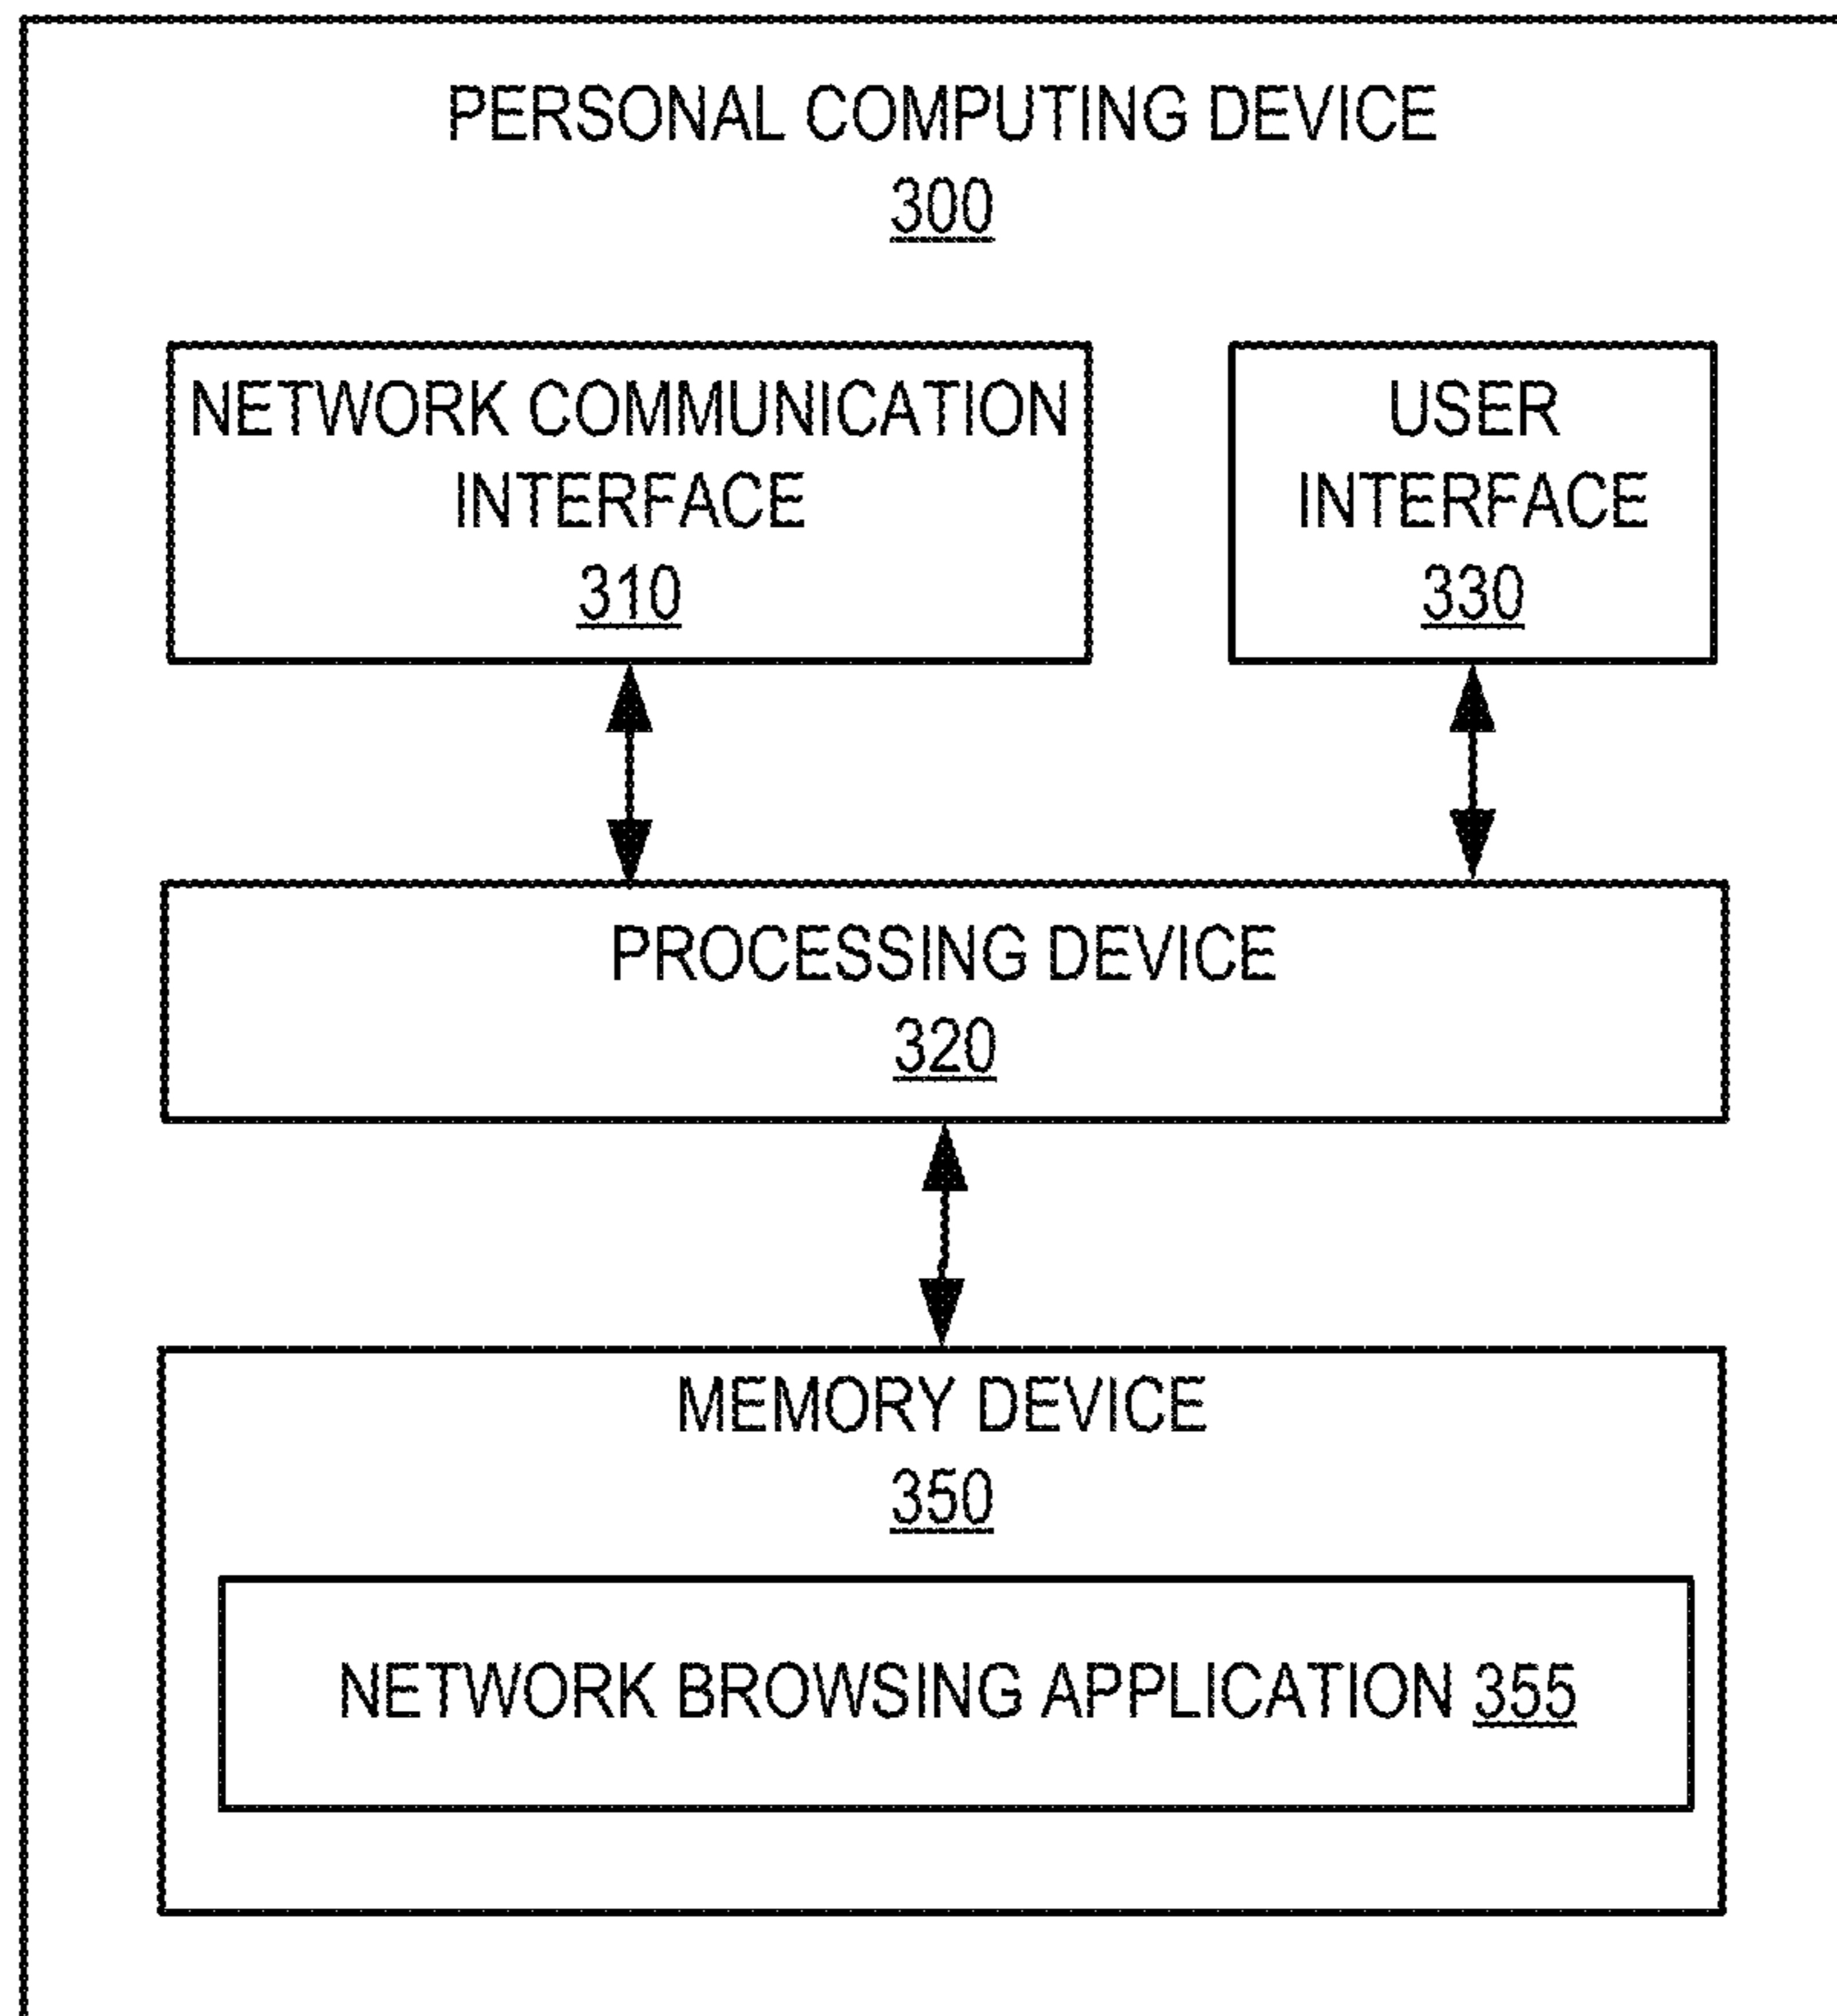 PERSONAL COMPUTING DEVICE
300
NETWORK COMMUNICATION
INTERFACE
310
USER
INTERFACE
330
PROCESSING DEVICE
320
MEMORY DEVICE
350
NETWORK BROWSING APPLICATION 355